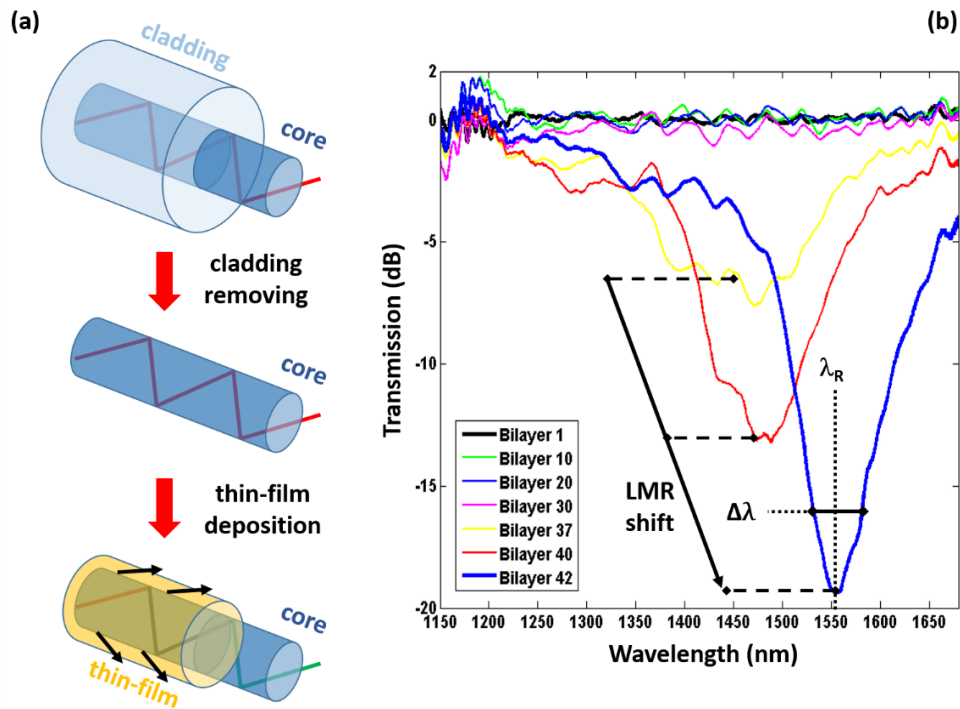 (a)
cladding
core
cladding
removing
core
thin-film
deposition
core
thin-film
(b)
Transmission (dB)
2
0
-5
-10
-15
-20
λR
LMR
shift
Δλ
Bilayer 1
Bilayer 10
Bilayer 20
Bilayer 30
Bilayer 37
Bilayer 40
Bilayer 42
1150 1200 1250 1300 1350 1400 1450 1500 1550 1600 1650
Wavelength (nm)